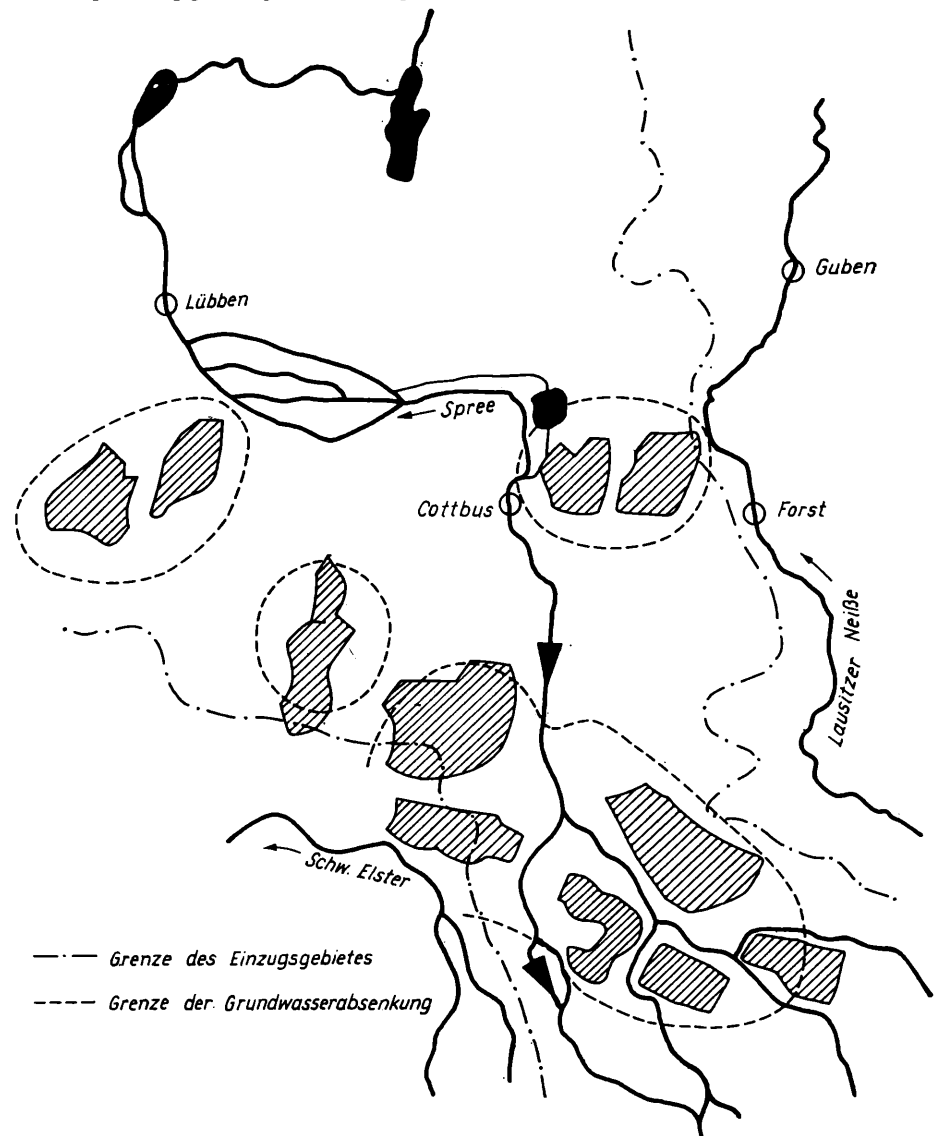 Guben
Lübben
Spree
Cottbus
Forst
Lausitzer Neiße
Schw. Elster
Grenze des Einzugsgebietes
Grenze der Grundwasserabsenkung